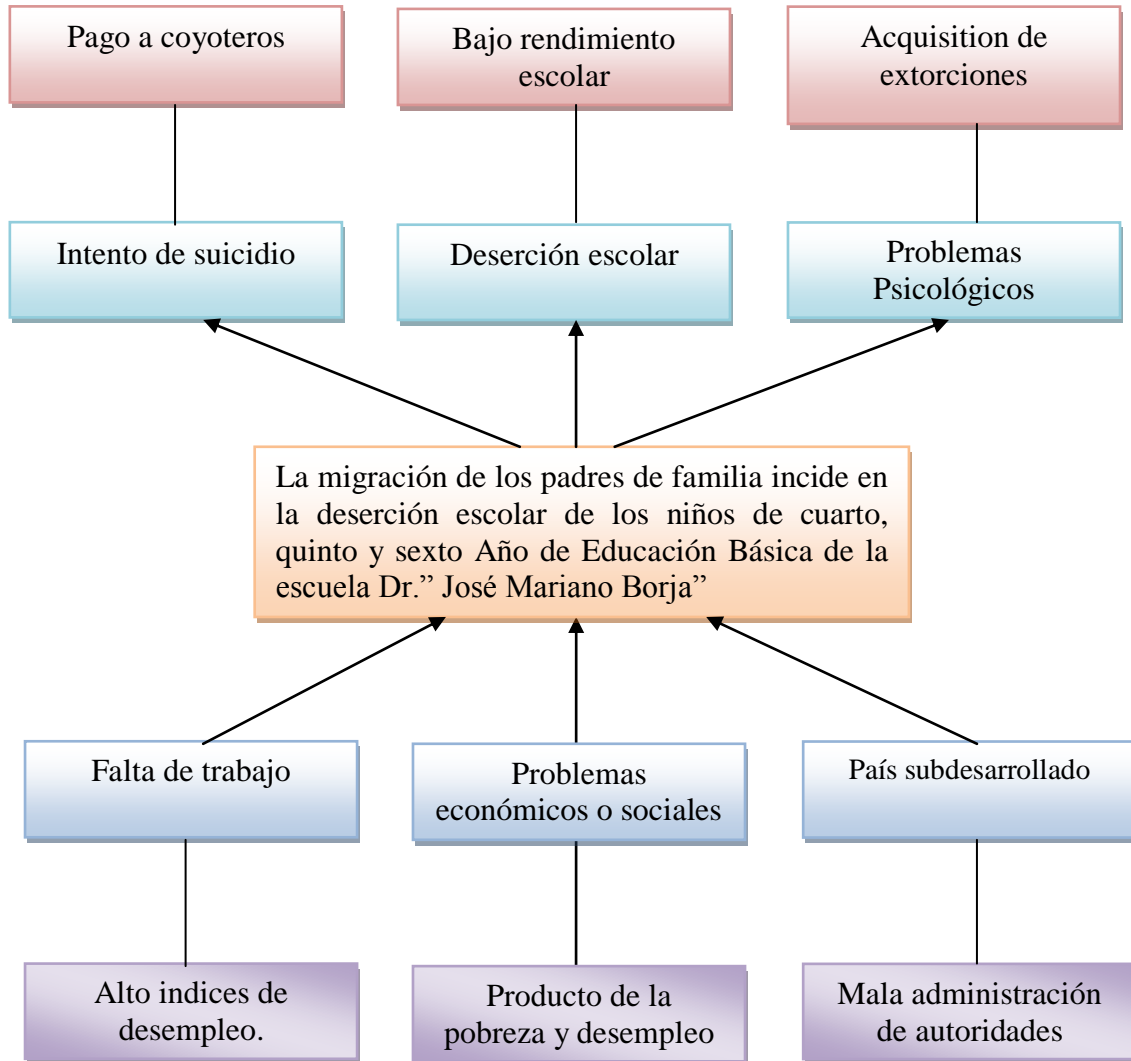 Pago a coyoteros
Bajo rendimiento
escolar
Acquisition de
extorciones
Intento de suicidio
Deserción escolar
Problemas
Psicológicos
La migración de los padres de familia incide en
la deserción escolar de los niños de cuarto,
quinto y sexto Año de Educación Básica de la
escuela Dr.” José Mariano Borja”
Falta de trabajo
Problemas
económicos o sociales
País subdesarrollado
Alto indices de
desempleo.
Producto de la
pobreza y desempleo
Mala administración
de autoridades